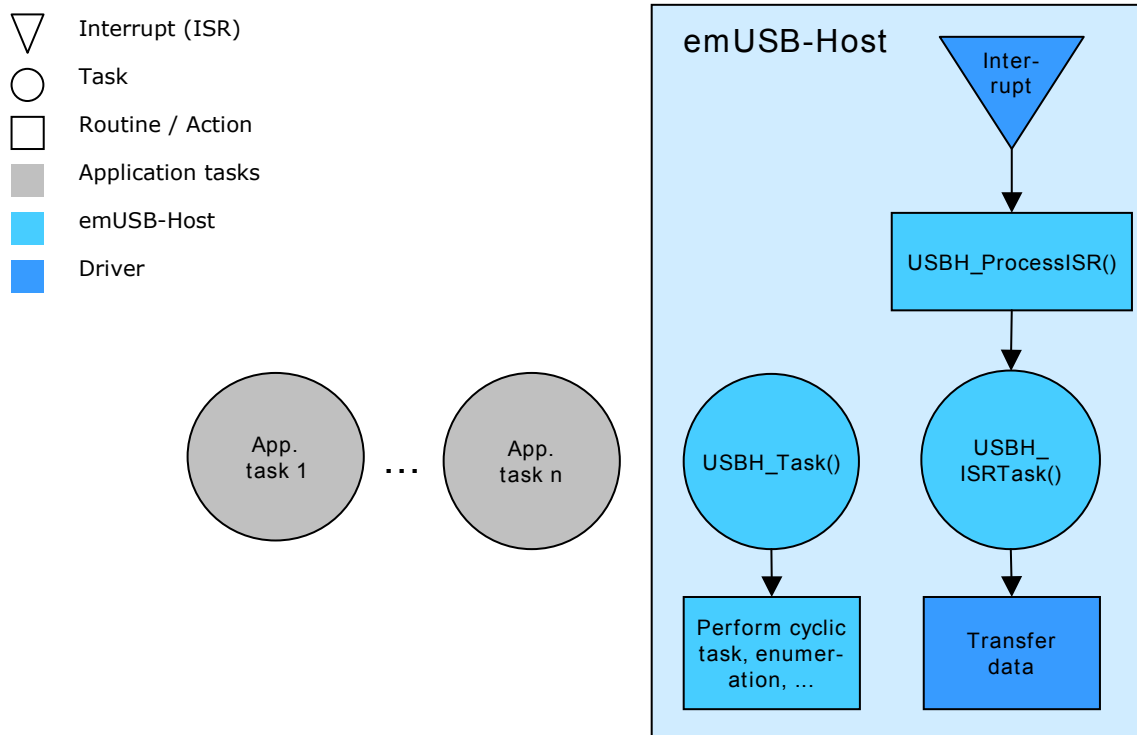 Interrupt (ISR)
Task
Routine / Action
Application tasks
emUSB-Host
Driver
emUSB-Host
Inter-
rupt
USBH_ProcessISR()
App.
task 1
...
App.
task n
USBH_Task()
USBH_
ISRTask()
Perform cyclic
task, enumer-
ation, ...
Transfer
data